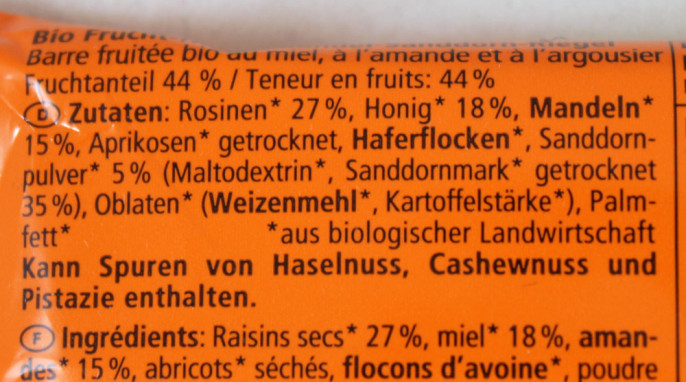 Bio Frucht
Barre fruitée bio au miel, à l'amande et à l'argousier
Fruchtanteil 44 % / Teneur en fruits: 44 %
D Zutaten: Rosinen* 27 %, Honig* 18 %, Mandeln*
15 %, Aprikosen* getrocknet, Haferflocken*, Sanddorn-
pulver* 5 % (Maltodextrin*, Sanddornmark* getrocknet
35 %), Oblaten* (Weizenmehl*, Kartoffelstärke*), Palm-
fett* *aus biologischer Landwirtschaft
Kann Spuren von Haselnuss, Cashewnuss und
Pistazie enthalten.
F Ingrédients: Raisins secs* 27 %, miel* 18 %, aman-
des* 15 %, abricots* séchés, flocons d'avoine*, poudre